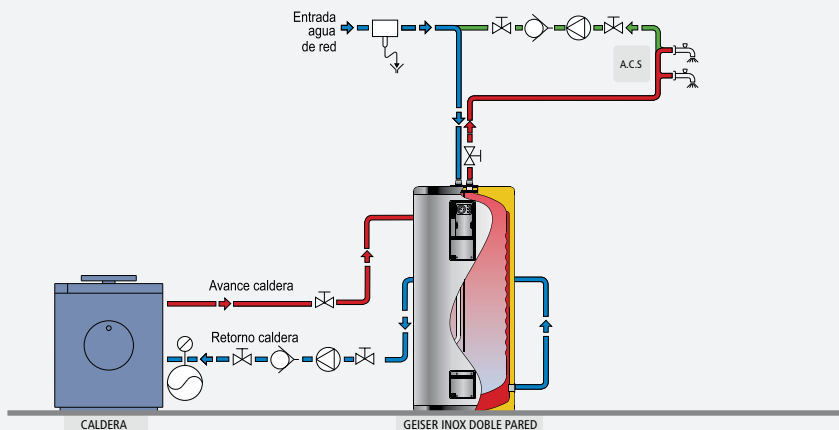 Entrada
agua
de red
A.C.S
Avance caldera
Retorno caldera
CALDERA
GEISER INOX DOBLE PARED